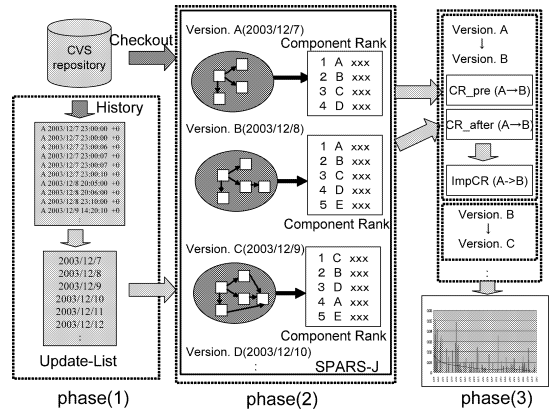 CVS
repository
Checkout
History
A 2003/12/7 23:00:00 +0
A 2003/12/7 23:00:00 +0
A 2003/12/7 23:00:06 +0
A 2003/12/7 23:00:07 +0
A 2003/12/7 23:00:07 +0
A 2003/12/7 23:00:10 +0
A 2003/12/8 20:05:00 +0
A 2003/12/8 20:06:00 +0
A 2003/12/8 23:10:00 +0
A 2003/12/9 14:20:10 +0
:
2003/12/7
2003/12/8
2003/12/9
2003/12/10
2003/12/11
2003/12/12
:
Update-List
phase(1)
Version. A(2003/12/7)
Component Rank
1 A xxx
2 B xxx
3 C xxx
4 D xxx
Version. B(2003/12/8)
1 A xxx
2 B xxx
3 C xxx
4 D xxx
5 E xxx
Component Rank
Version. C(2003/12/9)
1 C xxx
2 B xxx
3 D xxx
4 A xxx
5 E xxx
Component Rank
Version. D(2003/12/10)
:
SPARS-J
phase(2)
Version. A
↓
Version. B
CR_pre (A→B)
CR_after (A→B)
ImpCR (A->B)
Version. B
↓
Version. C
:
phase(3)